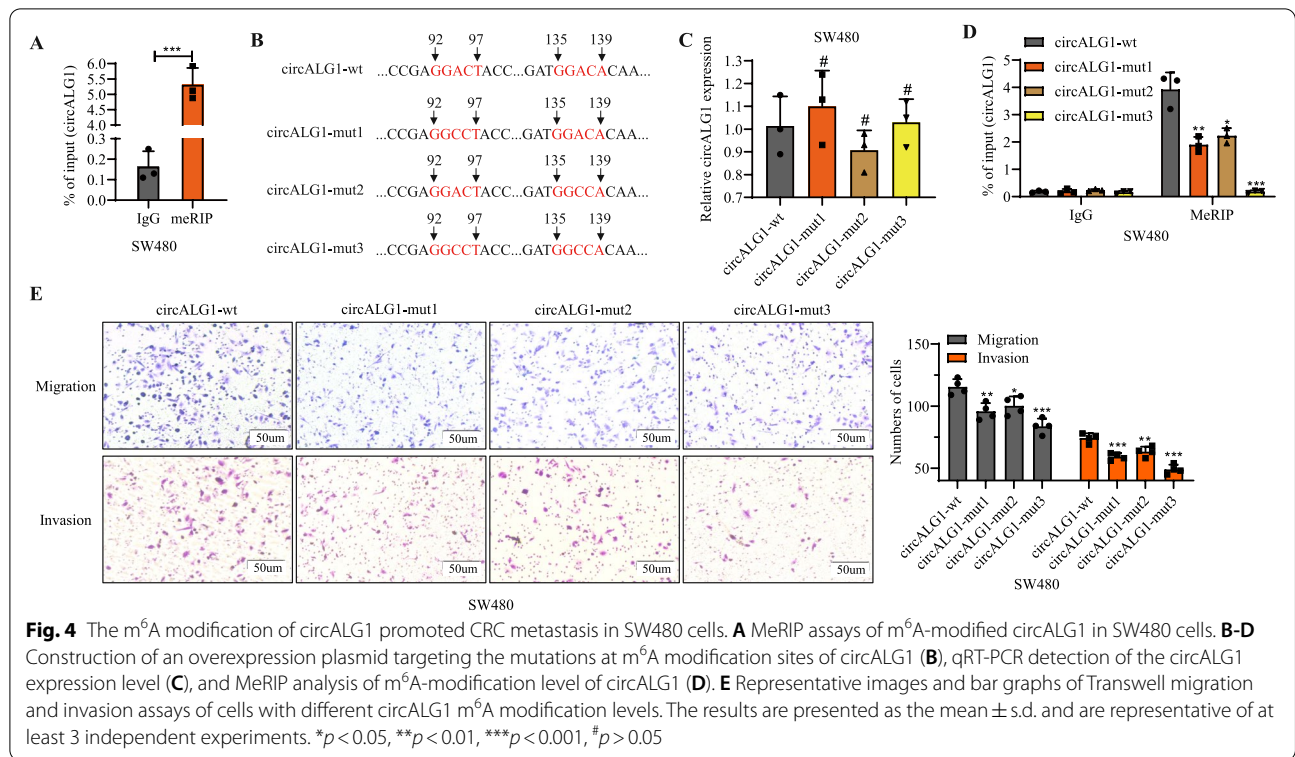 A
***
% of input (circALG1)
6.0
5.5
5.0
4.5
4.0
0.2
0.1
0.0
IgG meRIP
SW480
B
92 97 135 139
circALG1-wt ...CCGAGGACTACC...GATGGACACAA...
92 97 135 139
circALG1-mut1 ...CCGAGGCCTACC...GATGGACACAA...
92 97 135 139
circALG1-mut2 ...CCGAGGACTACC...GATGGCCACAA...
92 97 135 139
circALG1-mut3 ...CCGAGGCCTACC...GATGGCCACAA...
C
SW480
Relative circALG1 expression
1.3
1.2
1.1
1.0
0.9
0.8
0.7
# # #
circALG1-wt
circALG1-mut1
circALG1-mut2
circALG1-mut3
D
circALG1-wt
circALG1-mut1
circALG1-mut2
circALG1-mut3
% of input (circALG1)
6
5
4
3
2
1
0
** * ***
IgG MeRIP
SW480
E
circALG1-wt circALG1-mut1 circALG1-mut2 circALG1-mut3
Migration
50um 50um 50um 50um
Invasion
50um 50um 50um 50um
SW480
Migration
Invasion
Numbers of cells
150
100
50
** * *** *** ** ***
circALG1-wt
circALG1-mut1
circALG1-mut2
circALG1-mut3
circALG1-wt
circALG1-mut1
circALG1-mut2
circALG1-mut3
SW480
Fig. 4 The m⁶A modification of circALG1 promoted CRC metastasis in SW480 cells. A MeRIP assays of m⁶A-modified circALG1 in SW480 cells. B-D
Construction of an overexpression plasmid targeting the mutations at m⁶A modification sites of circALG1 (B), qRT-PCR detection of the circALG1
expression level (C), and MeRIP analysis of m⁶A-modification level of circALG1 (D). E Representative images and bar graphs of Transwell migration
and invasion assays of cells with different circALG1 m⁶A modification levels. The results are presented as the mean ± s.d. and are representative of at
least 3 independent experiments. *p < 0.05, **p < 0.01, ***p < 0.001, #p > 0.05